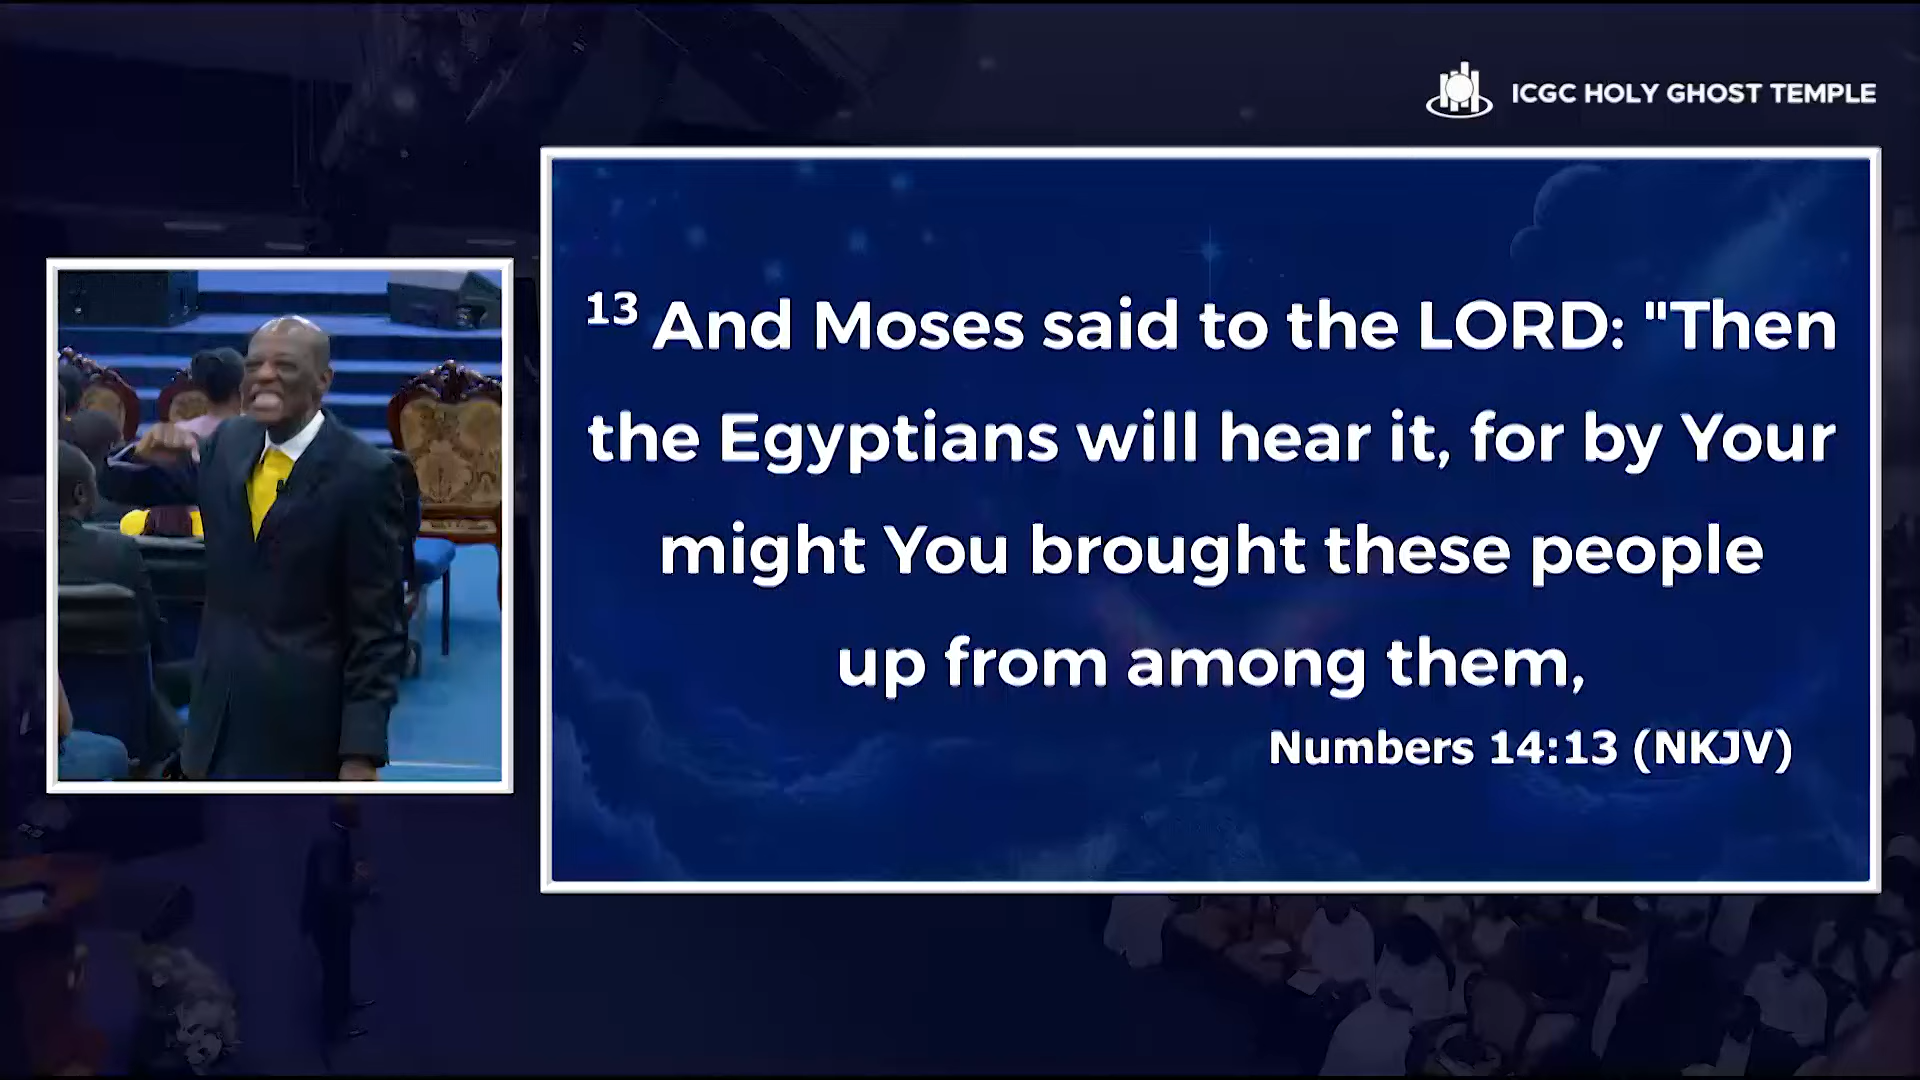 ICGC HOLY GHOST TEMPLE
13 And Moses said to the LORD: "Then
the Egyptians will hear it, for by Your
might You brought these people
up from among them,
Numbers 14:13 (NKJV)